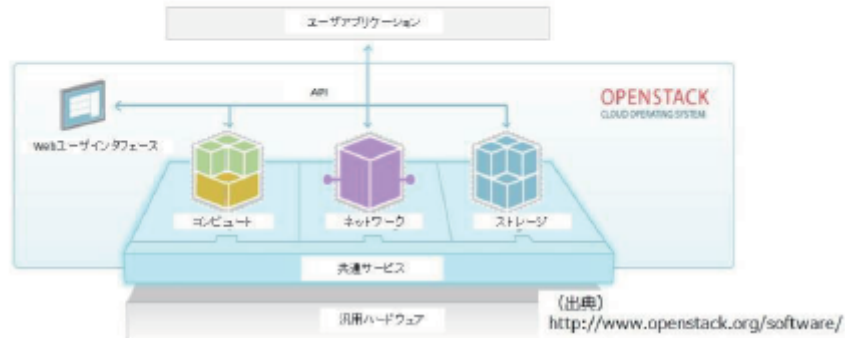 ユーザアプリケーション
API
OPENSTACK
CLOUD OPERATING SYSTEM
Webユーザインタフェース
コンピュート
ネットワーク
ストレージ
共通サービス
汎用ハードウェア
（出典）
http://www.openstack.org/software/